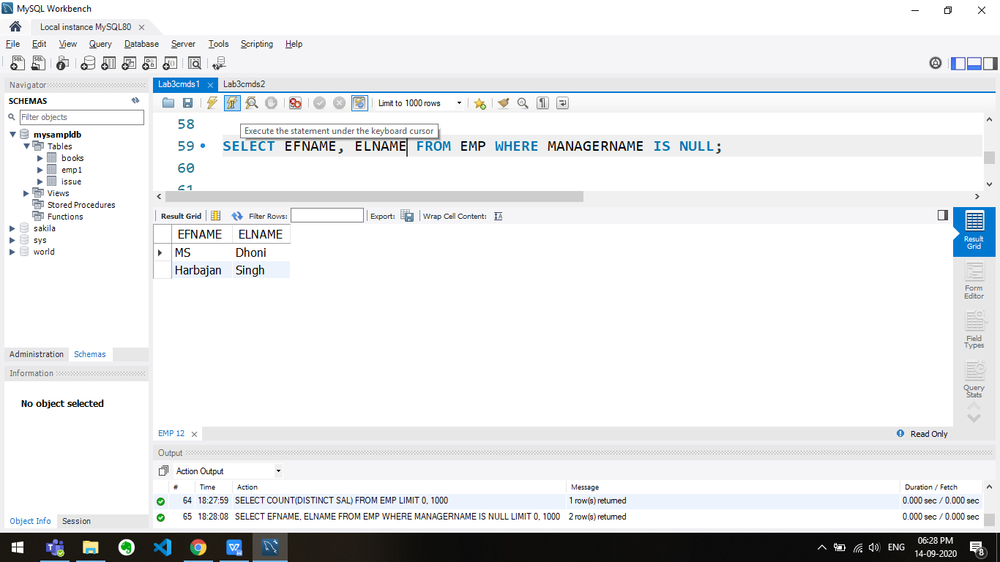 MySQL Workbench
Local instance MySQL80
File Edit View Query Database Server Tools Scripting Help
Navigator
SCHEMAS
Filter objects
mysampldb
Tables
books
emp1
issue
Views
Stored Procedures
Functions
sakila
sys
world
Administration Schemas
Information
No object selected
Object Info Session
Lab3cmds1 Lab3cmds2
Limit to 1000 rows
58
Execute the statement under the keyboard cursor
59 SELECT EFNAME, ELNAME FROM EMP WHERE MANAGERNAME IS NULL;
60
61
Result Grid Filter Rows: Export: Wrap Cell Content:
EFNAME ELNAME
MS Dhoni
Harbajan Singh
Result
Grid
Form
Editor
Field
Types
Query
Stats
EMP 12 Read Only
Output
Action Output
# Time Action Message Duration / Fetch
64 18:27:59 SELECT COUNT(DISTINCT SAL) FROM EMP LIMIT 0, 1000 1 row(s) returned 0.000 sec / 0.000 sec
65 18:28:08 SELECT EFNAME, ELNAME FROM EMP WHERE MANAGERNAME IS NULL LIMIT 0, 1000 2 row(s) returned 0.000 sec / 0.000 sec
ENG 06:28 PM
14-09-2020
8